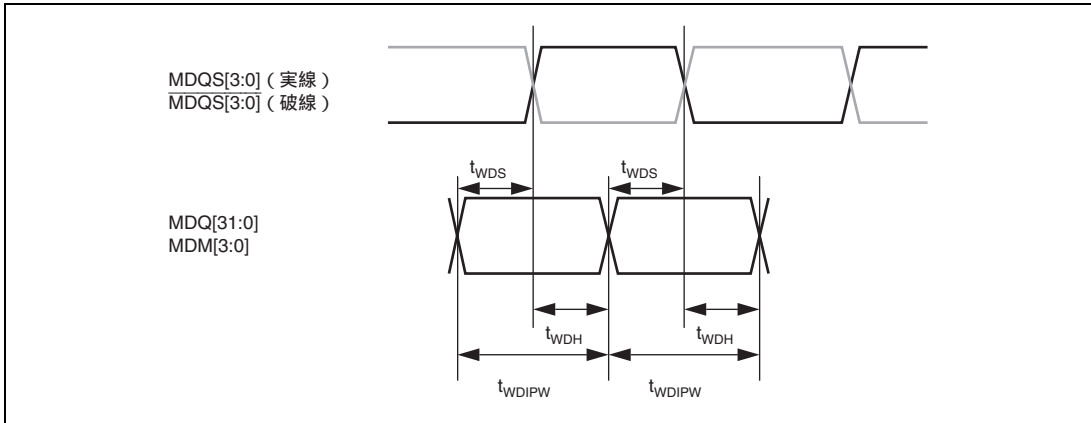 MDQS[3:0] ( 実線 )
MDQS[3:0] ( 破線 )
tWDS tWDS
MDQ[31:0]
MDM[3:0]
tWDH tWDH
tWDIPW tWDIPW